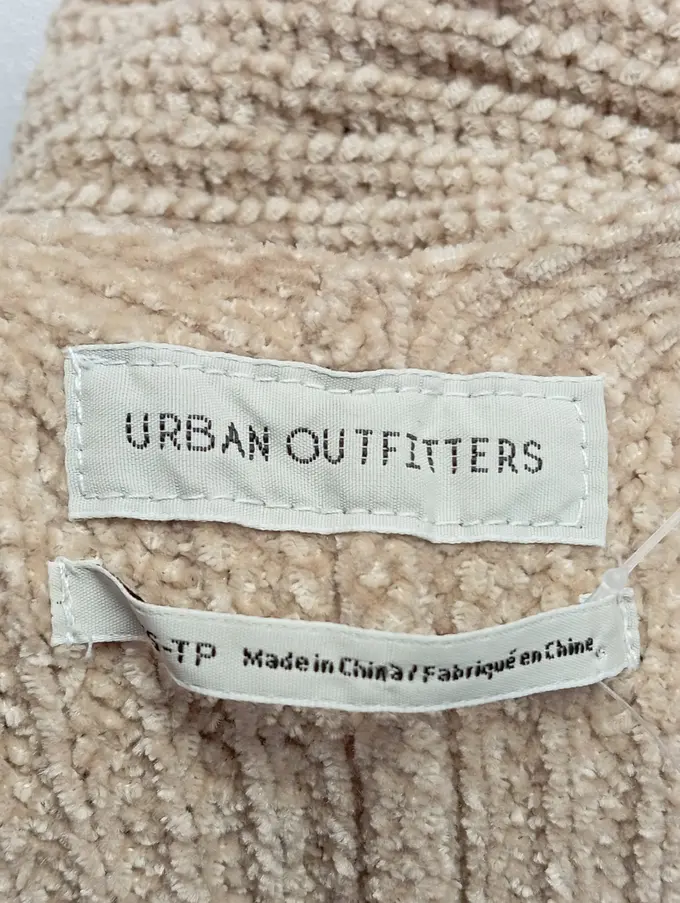 URBAN OUTFITTERS
S-TP Made in China / Fabriqué en Chine